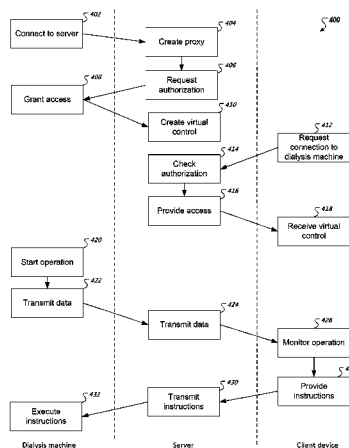 402
Connect to server
404
Create proxy
400
406
Request
authorization
408
Grant access
410
Create virtual
control
412
Request
connection to
dialysis machine
414
Check
authorization
416
Provide access
418
Receive virtual
control
420
Start operation
422
Transmit data
424
Transmit data
426
Monitor operation
Provide
instructions
430
Transmit
instructions
432
Execute
instructions
Dialysis machine
Server
Client device